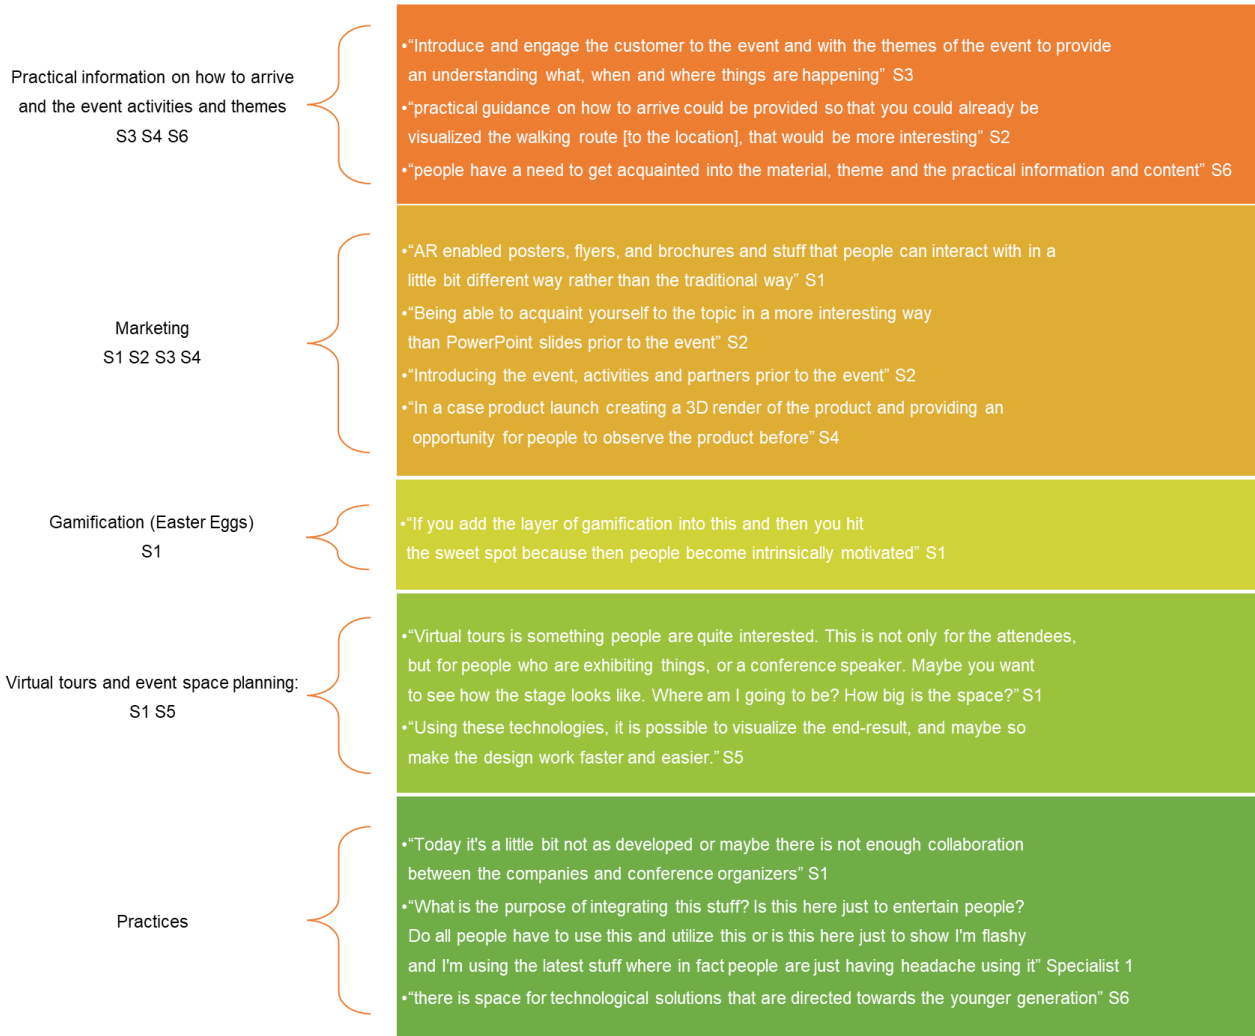 Practical information on how to arrive
and the event activities and themes
S3 S4 S6
•“Introduce and engage the customer to the event and with the themes of the event to provide
an understanding what, when and where things are happening” S3
•“practical guidance on how to arrive could be provided so that you could already be
visualized the walking route [to the location], that would be more interesting” S2
•“people have a need to get acquainted into the material, theme and the practical information and content” S6
Marketing
S1 S2 S3 S4
•“AR enabled posters, flyers, and brochures and stuff that people can interact with in a
little bit different way rather than the traditional way” S1
•“Being able to acquaint yourself to the topic in a more interesting way
than PowerPoint slides prior to the event” S2
•“Introducing the event, activities and partners prior to the event” S2
•“In a case product launch creating a 3D render of the product and providing an
opportunity for people to observe the product before” S4
Gamification (Easter Eggs)
S1
•“If you add the layer of gamification into this and then you hit
the sweet spot because then people become intrinsically motivated” S1
Virtual tours and event space planning:
S1 S5
•“Virtual tours is something people are quite interested. This is not only for the attendees,
but for people who are exhibiting things, or a conference speaker. Maybe you want
to see how the stage looks like. Where am I going to be? How big is the space?” S1
•“Using these technologies, it is possible to visualize the end-result, and maybe so
make the design work faster and easier.” S5
Practices
•“Today it's a little bit not as developed or maybe there is not enough collaboration
between the companies and conference organizers” S1
•“What is the purpose of integrating this stuff? Is this here just to entertain people?
Do all people have to use this and utilize this or is this here just to show I'm flashy
and I'm using the latest stuff where in fact people are just having headache using it” Specialist 1
•“there is space for technological solutions that are directed towards the younger generation” S6